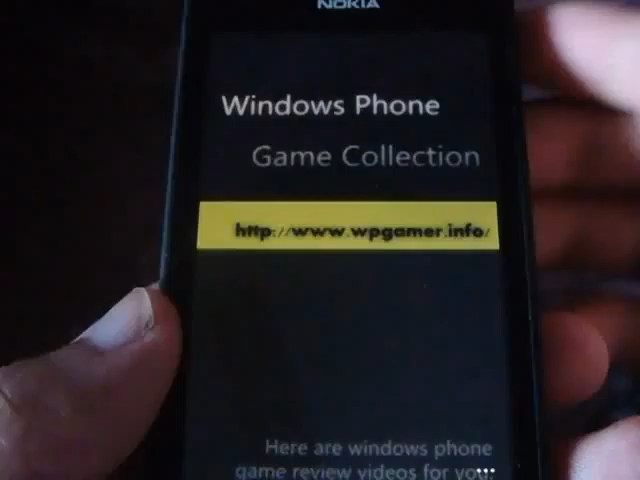 NOKIA
Windows Phone
Game Collection
http://www.wpgamer.info/
Here are windows phone
game review videos for you.